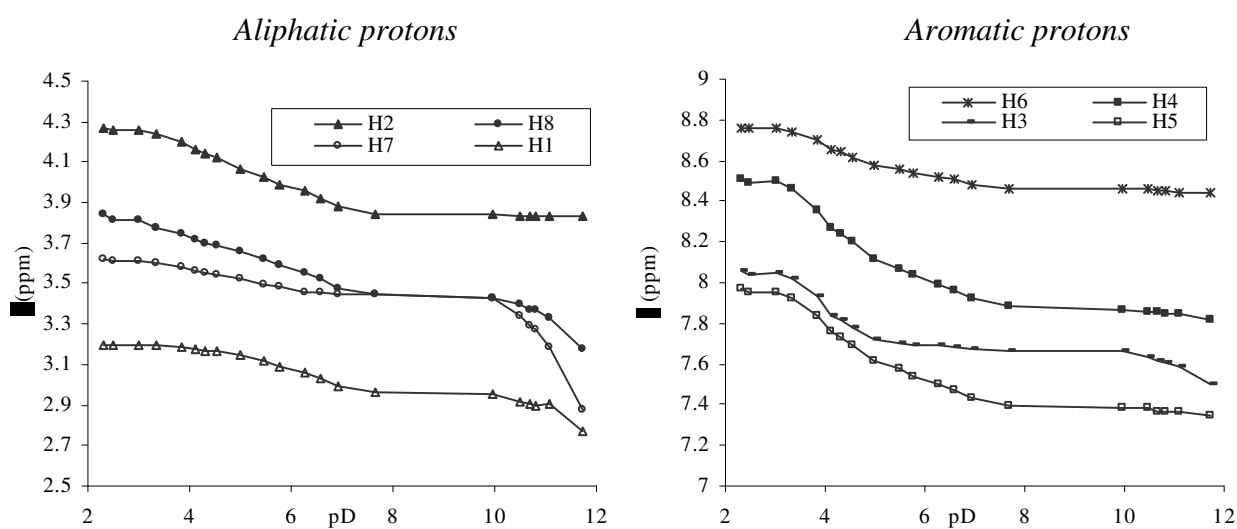 Aliphatic protons
4.5
4.3
4.1
3.9
3.7
3.5
3.3
3.1
2.9
2.7
2.5
(ppm)
H2 H8
H7 H1
2 4 6 pD 8 10 12
Aromatic protons
9
8.8
8.6
8.4
8.2
8
7.8
7.6
7.4
7.2
7
(ppm)
H6 H4
H3 H5
2 4 6 pD 8 10 12